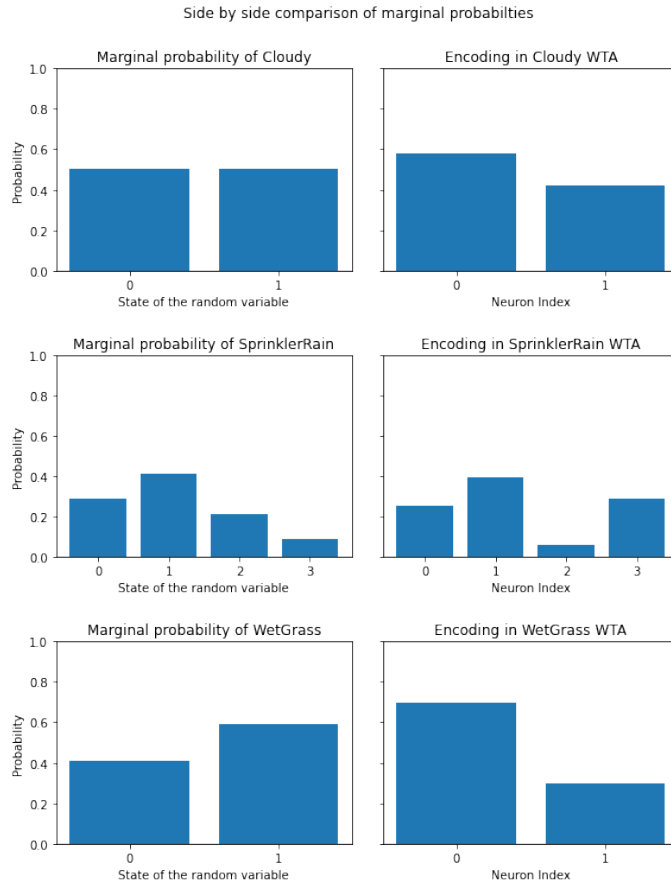 Side by side comparison of marginal probabilties
Marginal probability of Cloudy
Encoding in Cloudy WTA
1.0
0.8
0.6
0.4
0.2
0.0
Probability
0
1
0
1
State of the random variable
Neuron Index
Marginal probability of SprinklerRain
Encoding in SprinklerRain WTA
1.0
0.8
0.6
0.4
0.2
0.0
Probability
0
1
2
3
0
1
2
3
State of the random variable
Neuron Index
Marginal probability of WetGrass
Encoding in WetGrass WTA
1.0
0.8
0.6
0.4
0.2
0.0
Probability
0
1
0
1
State of the random variable
Neuron Index